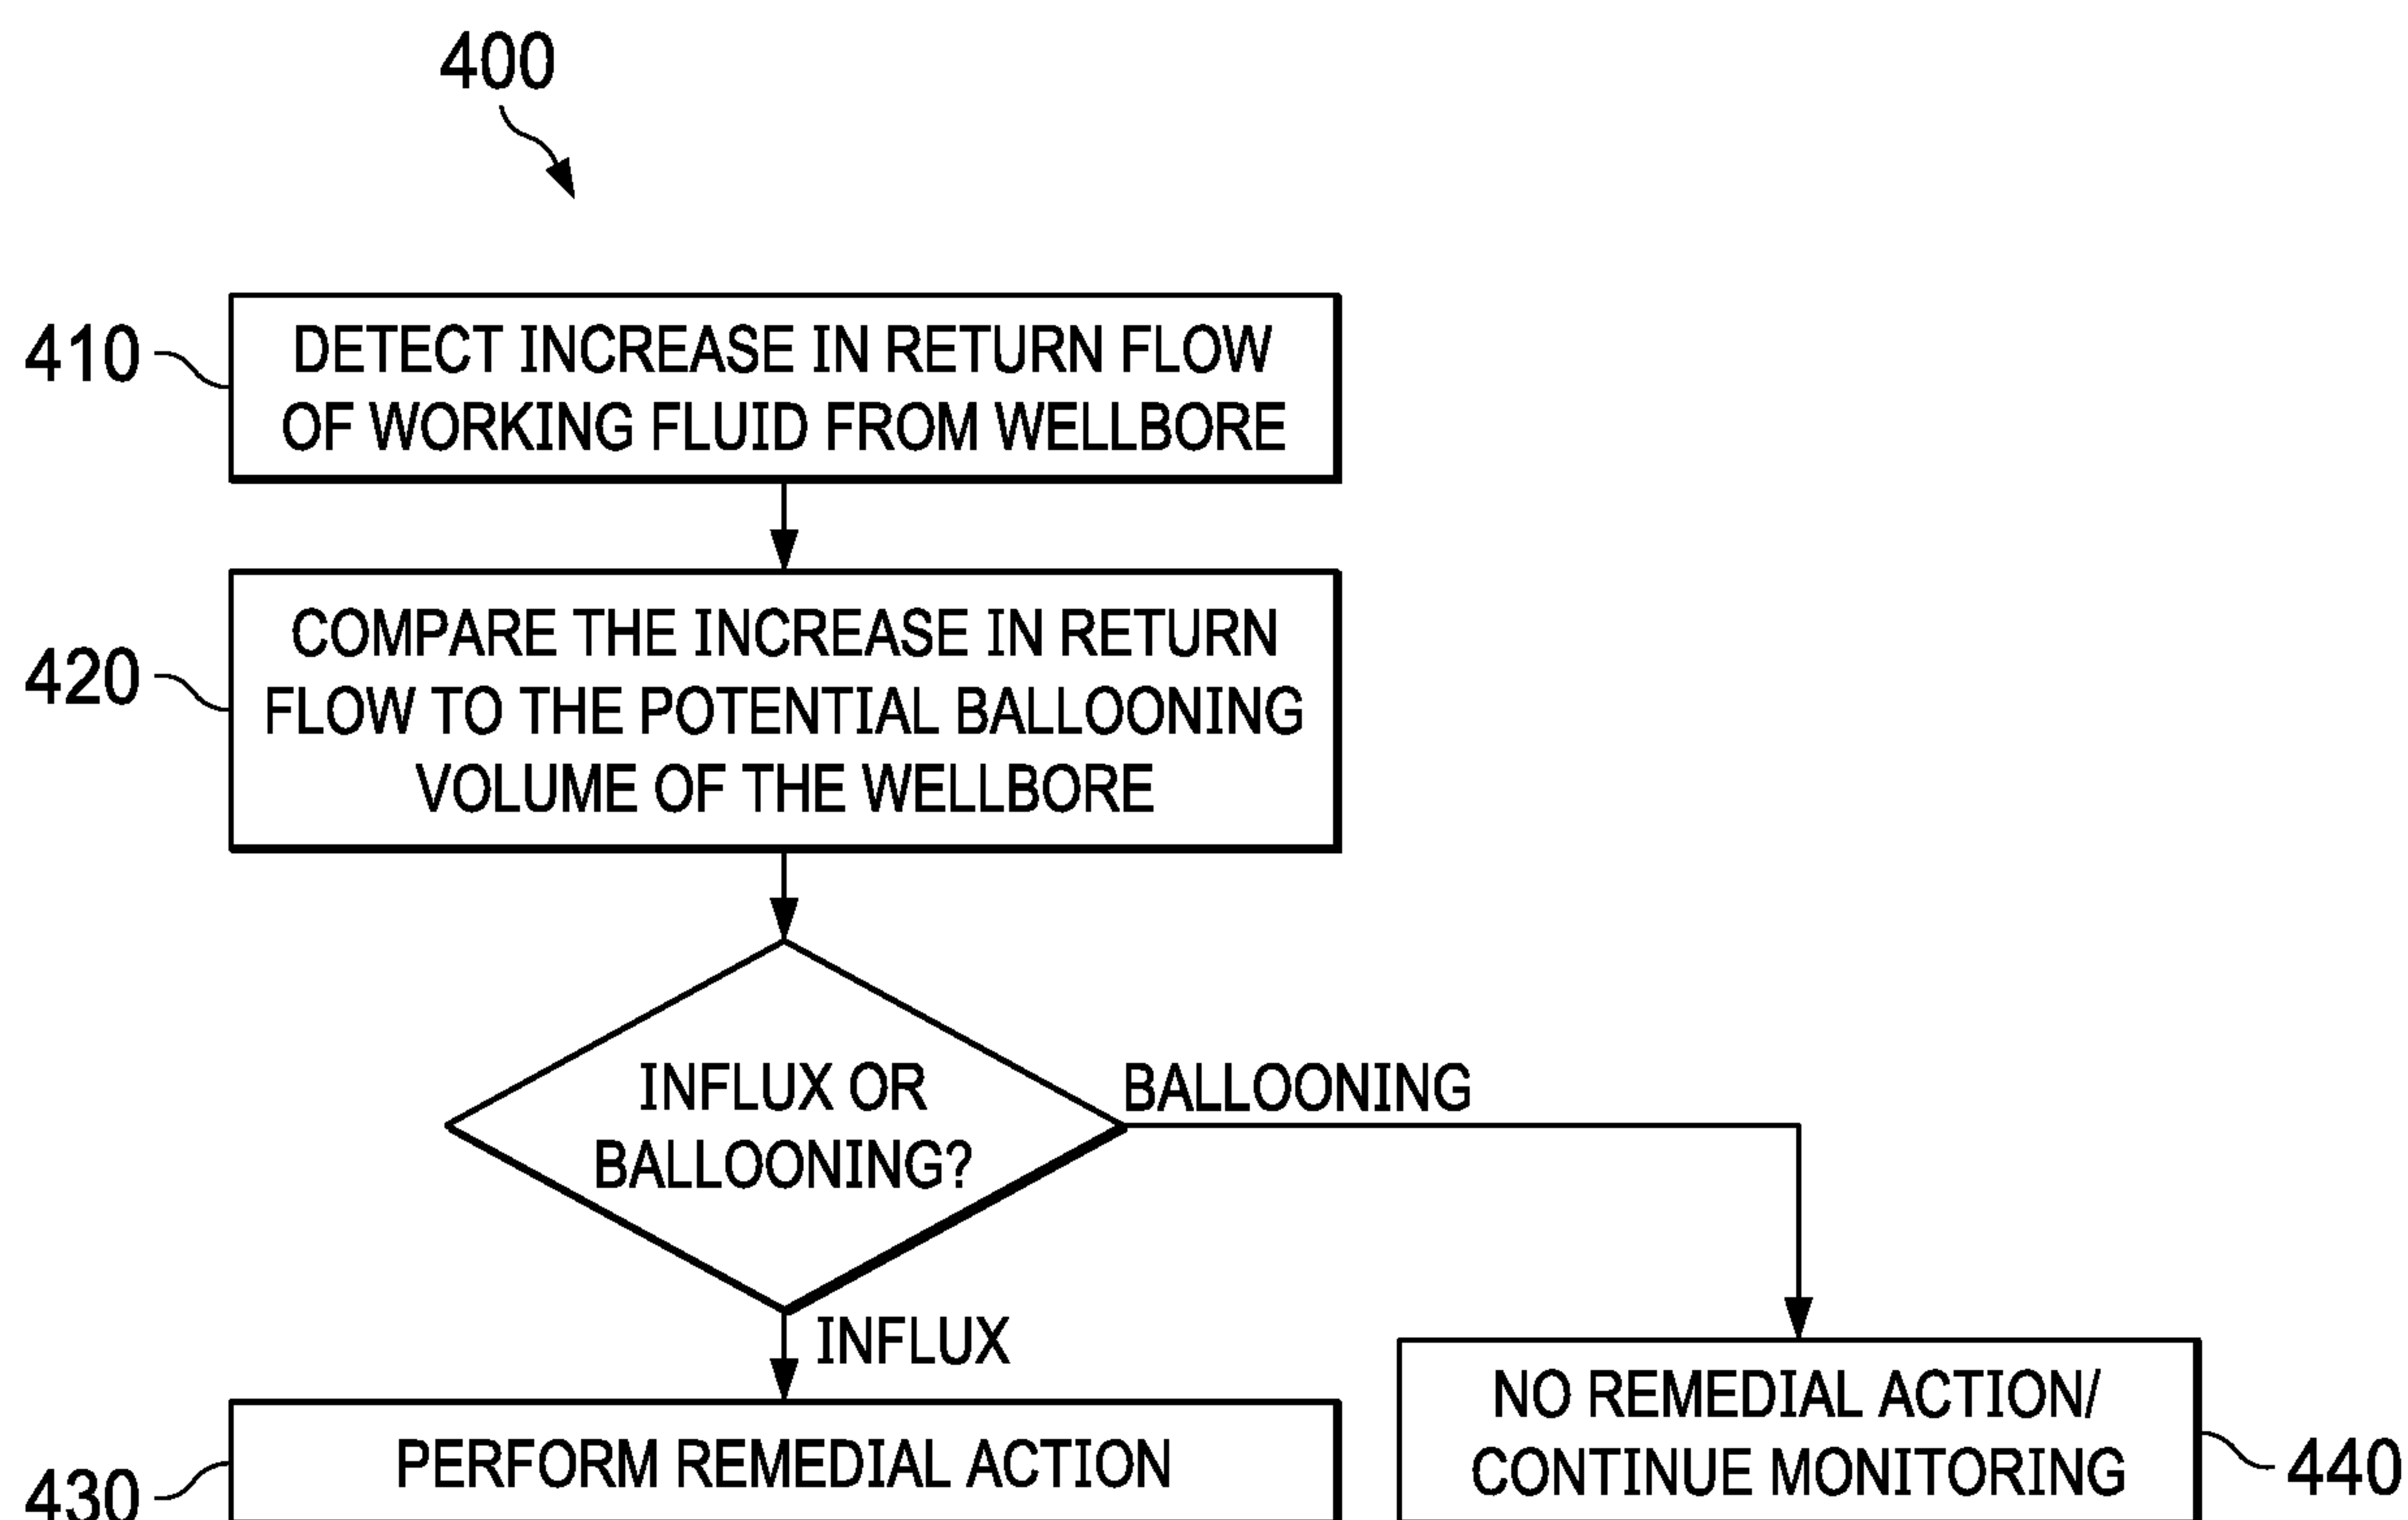 400
410
DETECT INCREASE IN RETURN FLOW
OF WORKING FLUID FROM WELLBORE
420
COMPARE THE INCREASE IN RETURN
FLOW TO THE POTENTIAL BALLOONING
VOLUME OF THE WELLBORE
INFLUX OR
BALLOONING?
BALLOONING
INFLUX
430
PERFORM REMEDIAL ACTION
NO REMEDIAL ACTION/
CONTINUE MONITORING
440